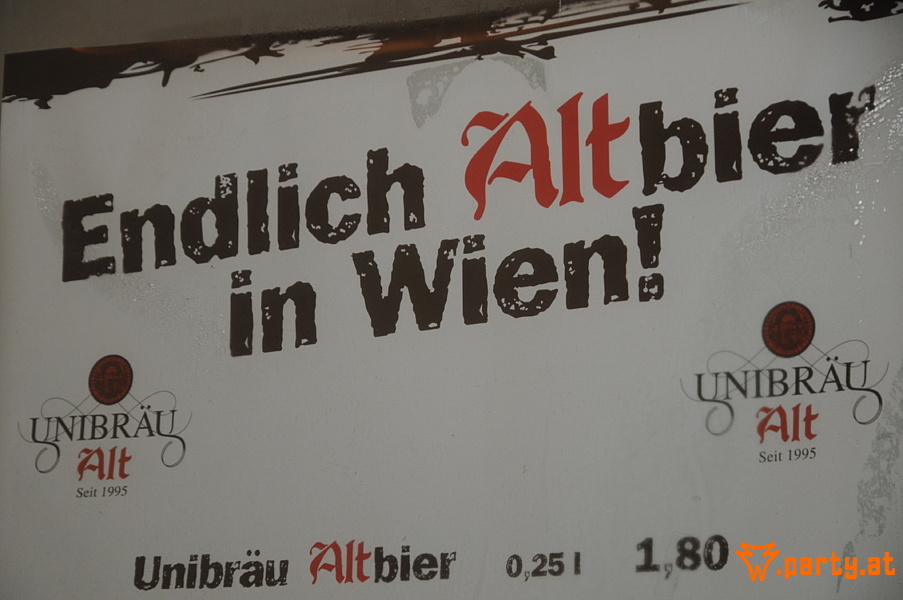 Endlich Altbier
in Wien!
UNIBRÄU
Alt
Seit 1995
UNIBRÄU
Alt
Seit 1995
Unibräu Altbier 0,25 l 1,80
w.party.at